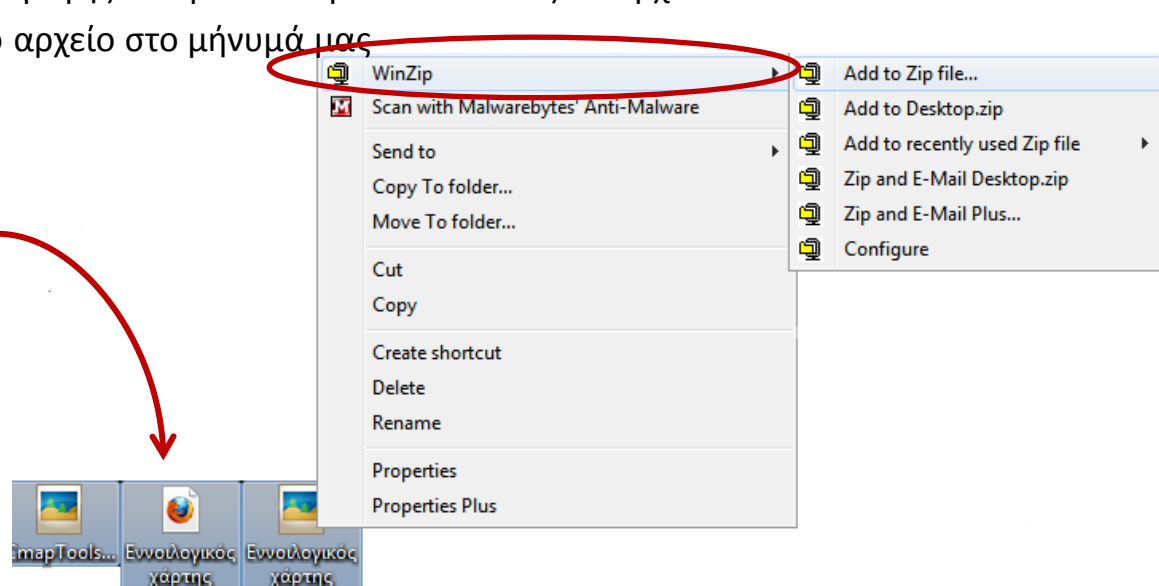 αρχείο στο μήνυμά μας
WinZip
Scan with Malwarebytes' Anti-Malware
Send to
Copy To folder...
Move To folder...
Cut
Copy
Create shortcut
Delete
Rename
Properties
Properties Plus
Add to Zip file...
Add to Desktop.zip
Add to recently used Zip file
Zip and E-Mail Desktop.zip
Zip and E-Mail Plus...
Configure
CmapTools... Εννοιλογικός Εννοιλογικός
χάρτης χάρτης